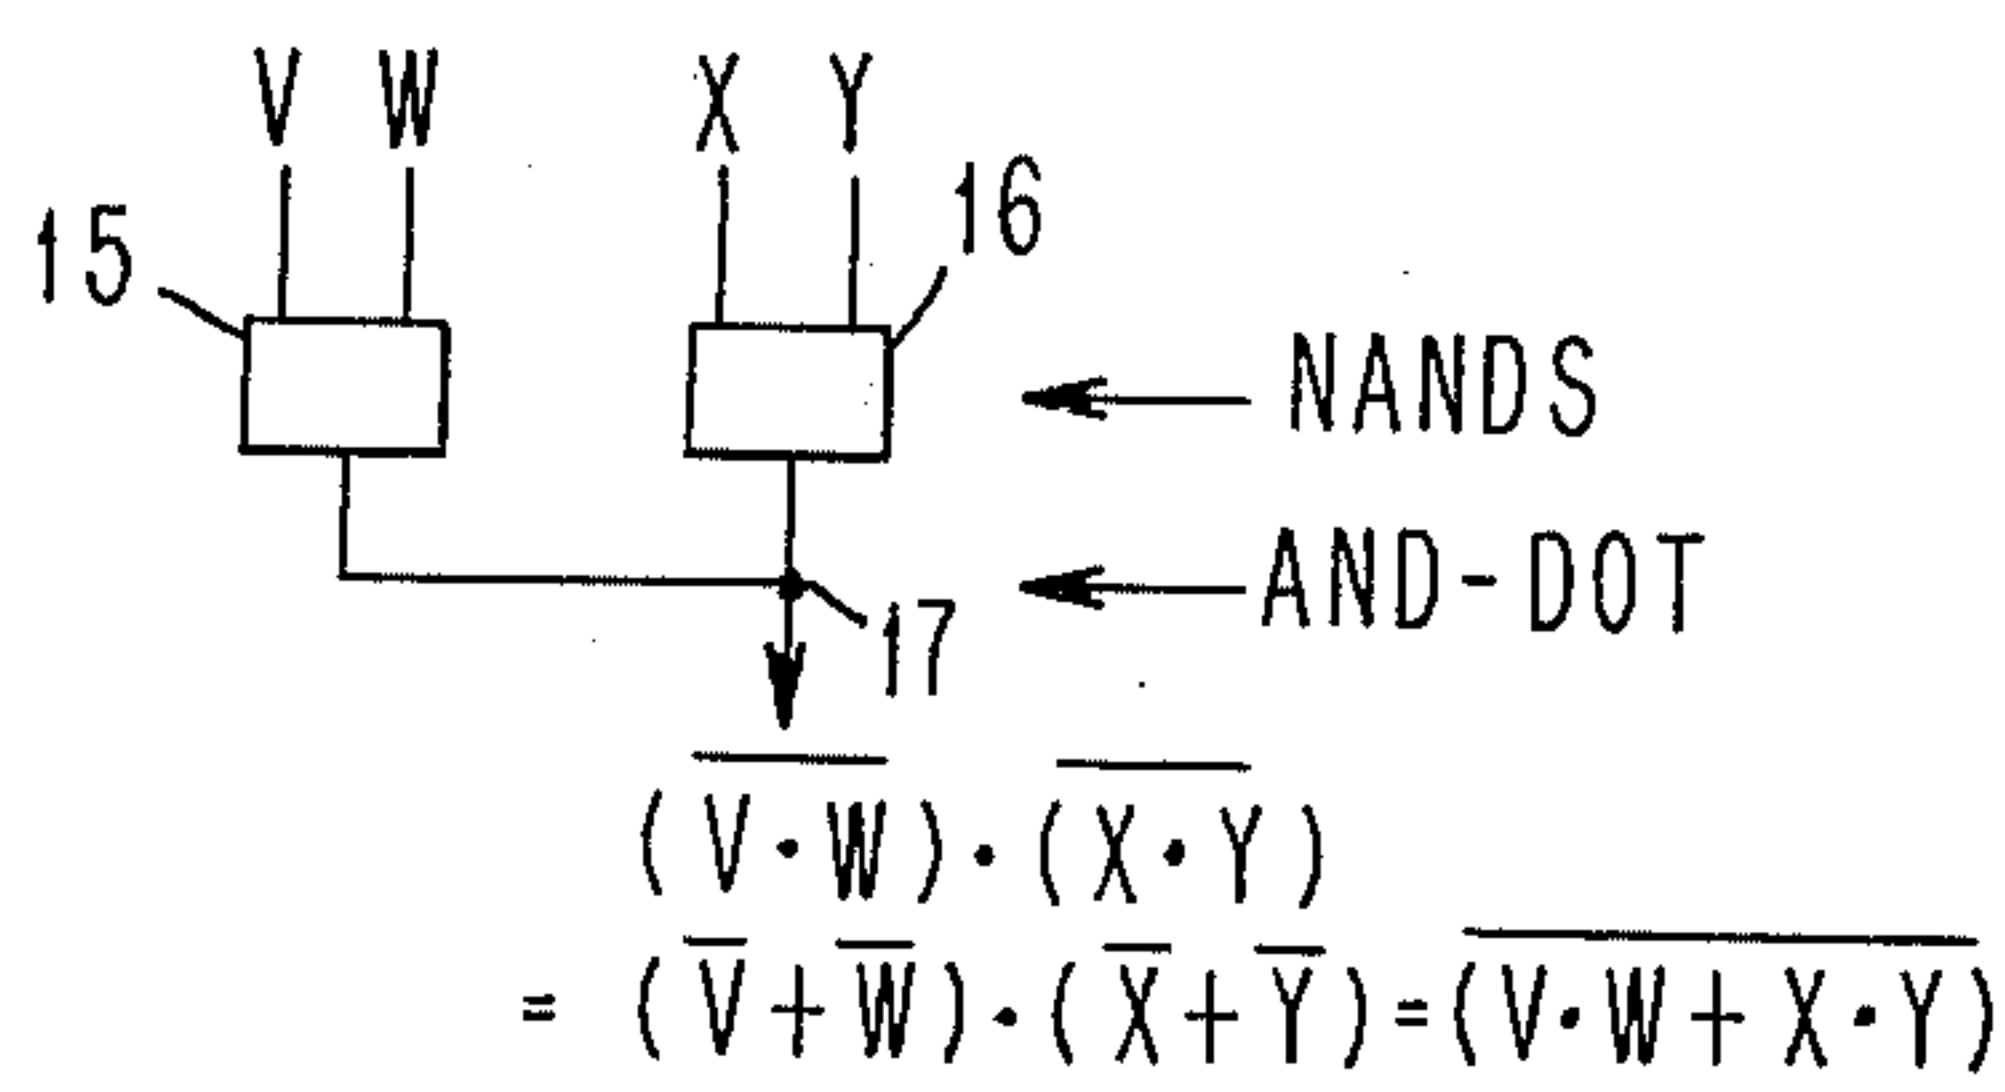 V W X Y
15
16
NANDS
AND-DOT
17
(V̅·̅W̅)·(X̅·̅Y̅)
= (V̅+W̅)·(X̅+Y̅)=(V̅·̅W̅+̅X̅·̅Y̅)